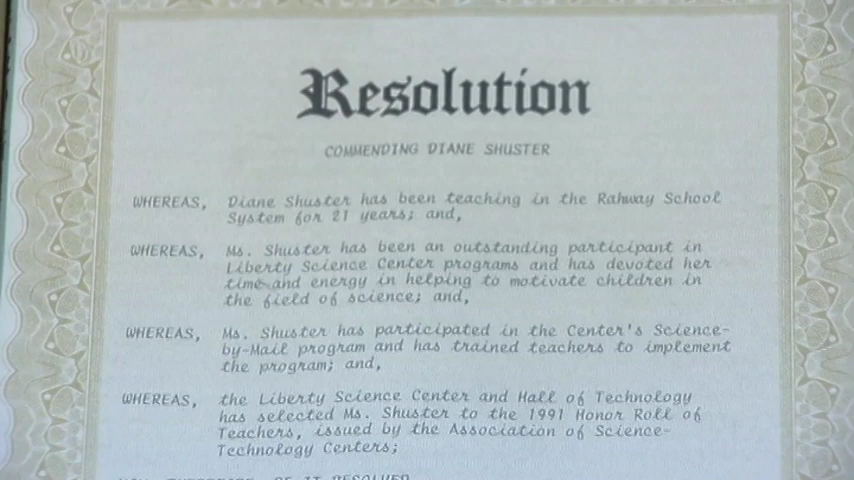 Resolution
COMMENDING DIANE SHUSTER
WHEREAS, Diane Shuster has been teaching in the Rahway School
System for 21 years; and,
WHEREAS, Ms. Shuster has been an outstanding participant in
Liberty Science Center programs and has devoted her
time and energy in helping to motivate children in
the field of science; and,
WHEREAS, Ms. Shuster has participated in the Center's Science-
by-Mail program and has trained teachers to implement
the program; and,
WHEREAS, the Liberty Science Center and Hall of Technology
has selected Ms. Shuster to the 1991 Honor Roll of
Teachers, issued by the Association of Science-
Technology Centers;
BE IT RESOLVED